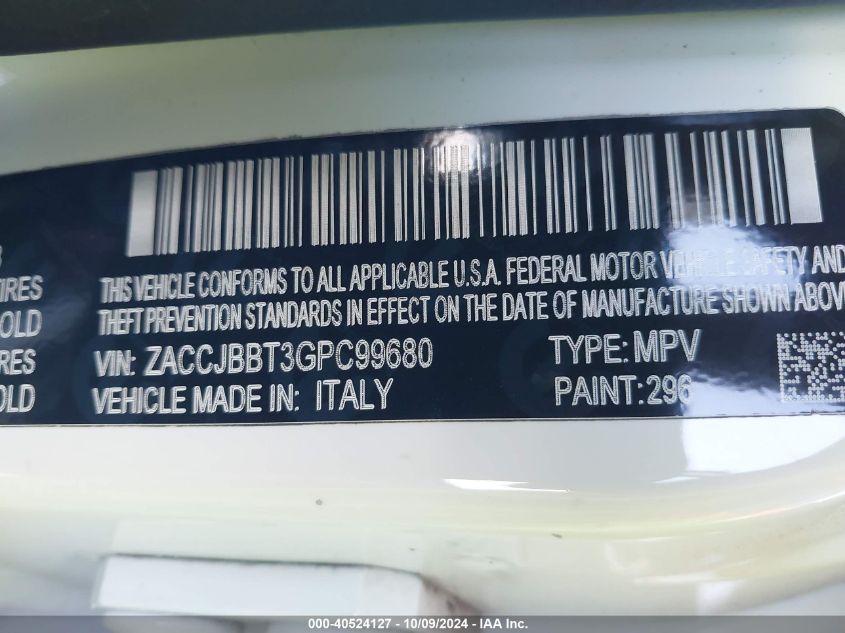 THIS VEHICLE CONFORMS TO ALL APPLICABLE U.S.A. FEDERAL MOTOR VEHICLE SAFETY AND
THEFT PREVENTION STANDARDS IN EFFECT ON THE DATE OF MANUFACTURE SHOWN ABOV
VIN: ZACCJBBT3GPC99680 TYPE: MPV
VEHICLE MADE IN: ITALY PAINT: 296
IRES
OLD
RES
OLD
000-40524127 - 10/09/2024 - IAA Inc.